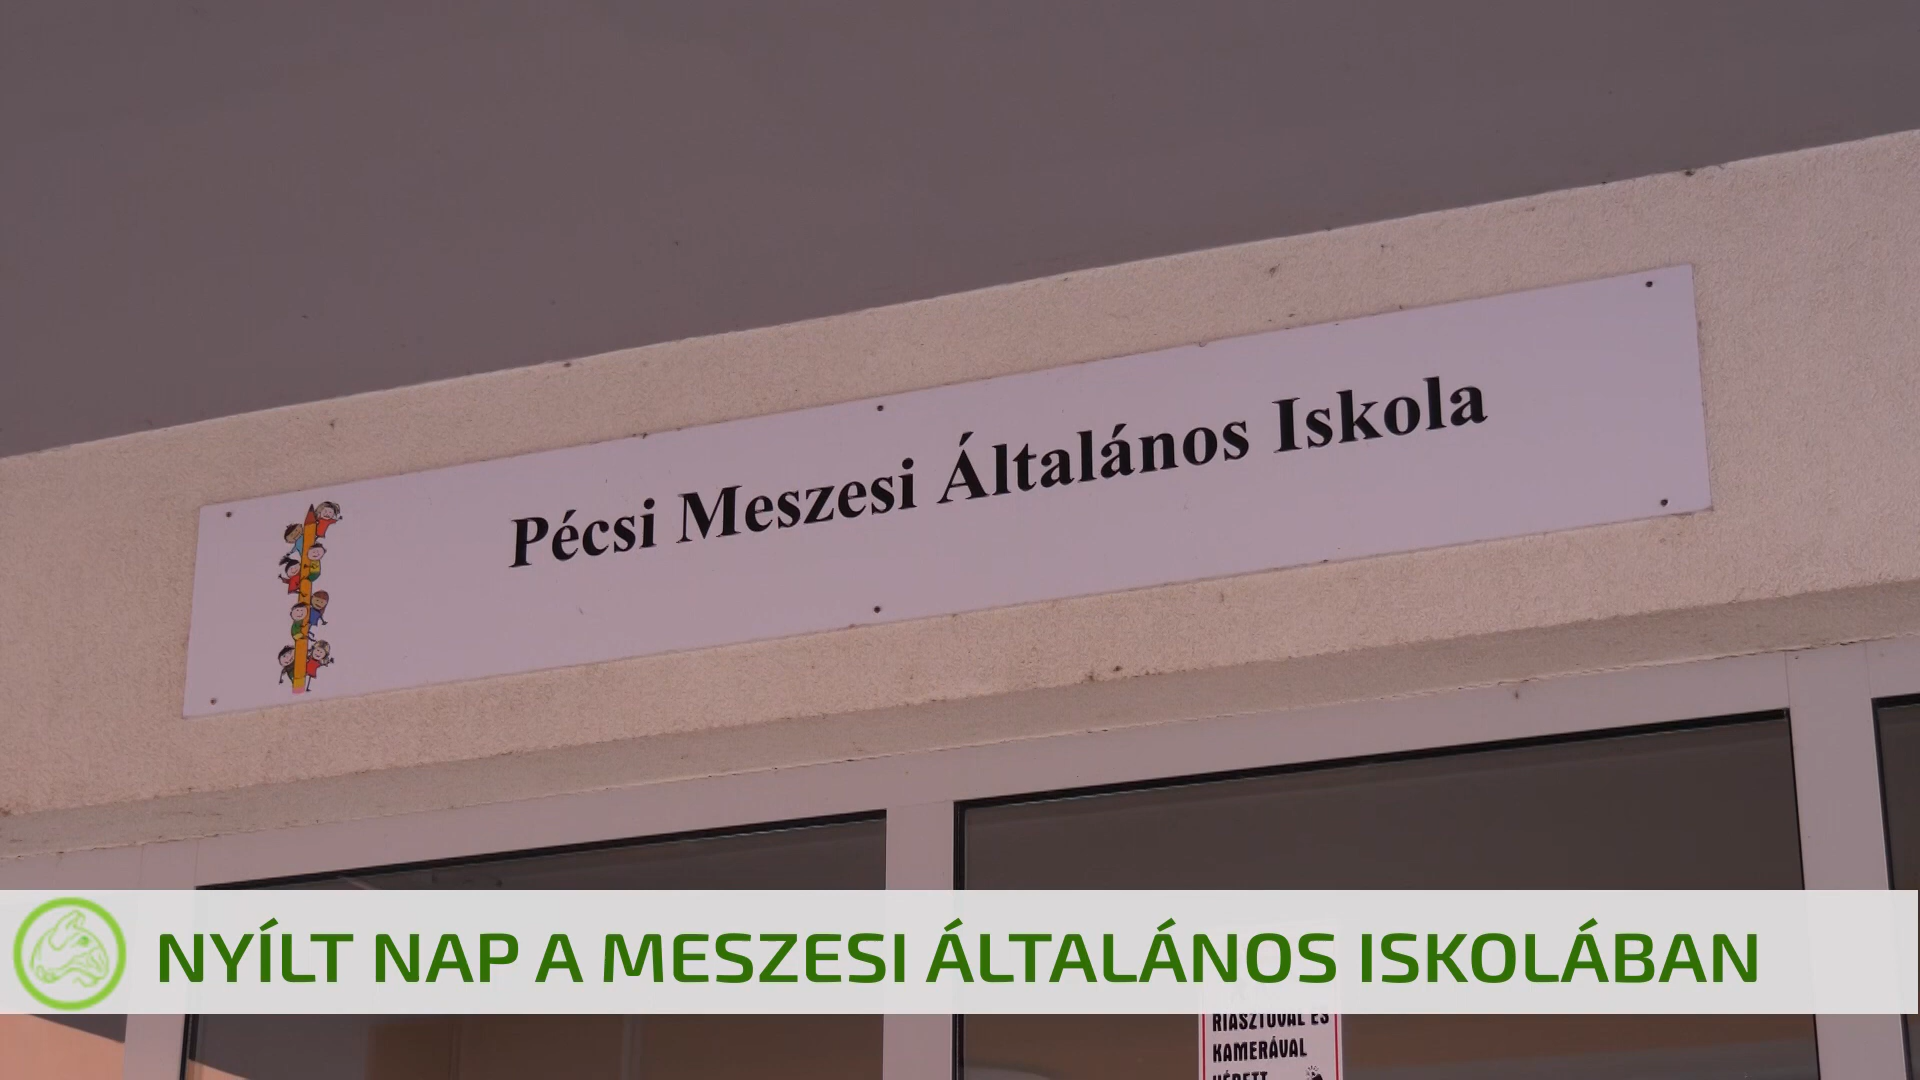 Pécsi Meszesi Általános Iskola
NYÍLT NAP A MESZESI ÁLTALÁNOS ISKOLÁBAN
RIASZTÓVAL ÉS
KAMERÁVAL